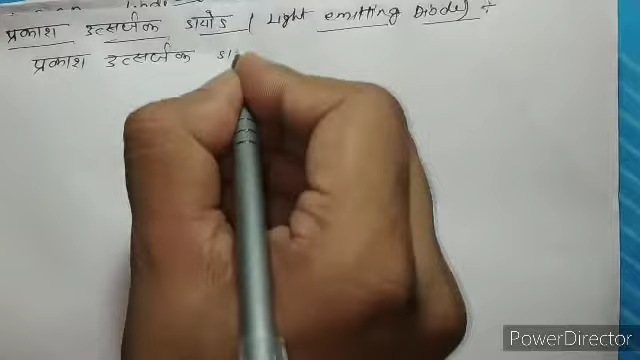 प्रकाश उत्सर्जक डायोड ( Light emitting Diode) ÷
प्रकाश उत्सर्जक डा
PowerDirector